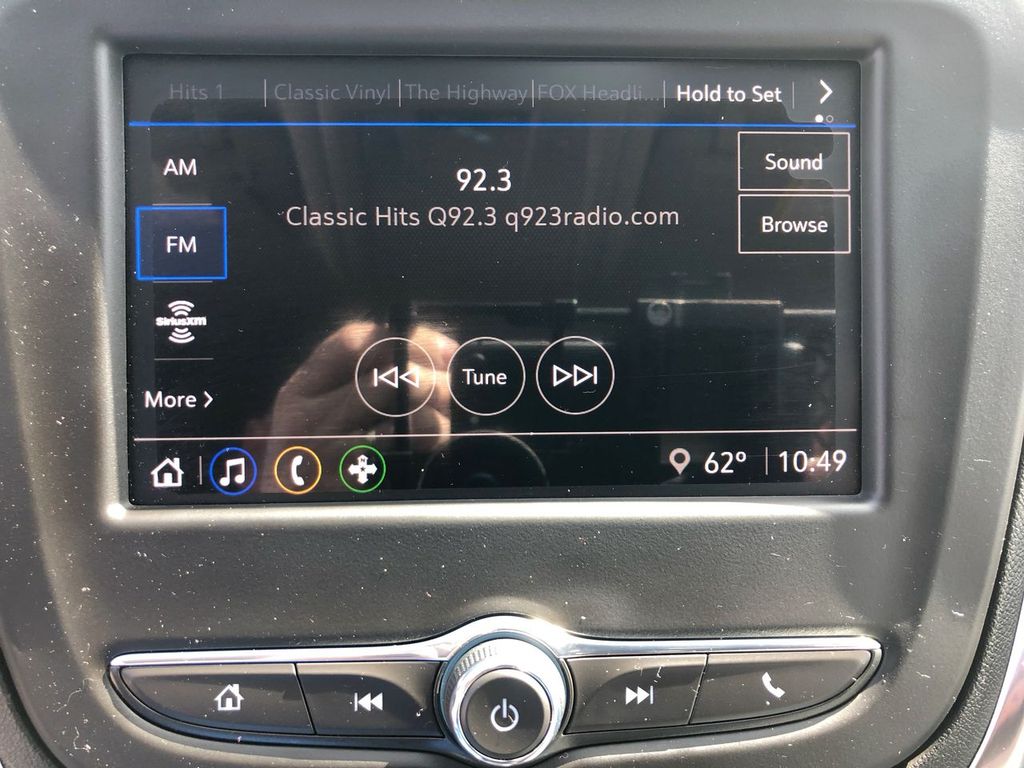 Hits 1 Classic Vinyl The Highway FOX Headli... Hold to Set
AM
Sound
92.3
Classic Hits Q92.3 q923radio.com
FM
Browse
SiriusXM
Tune
More
62° 10:49